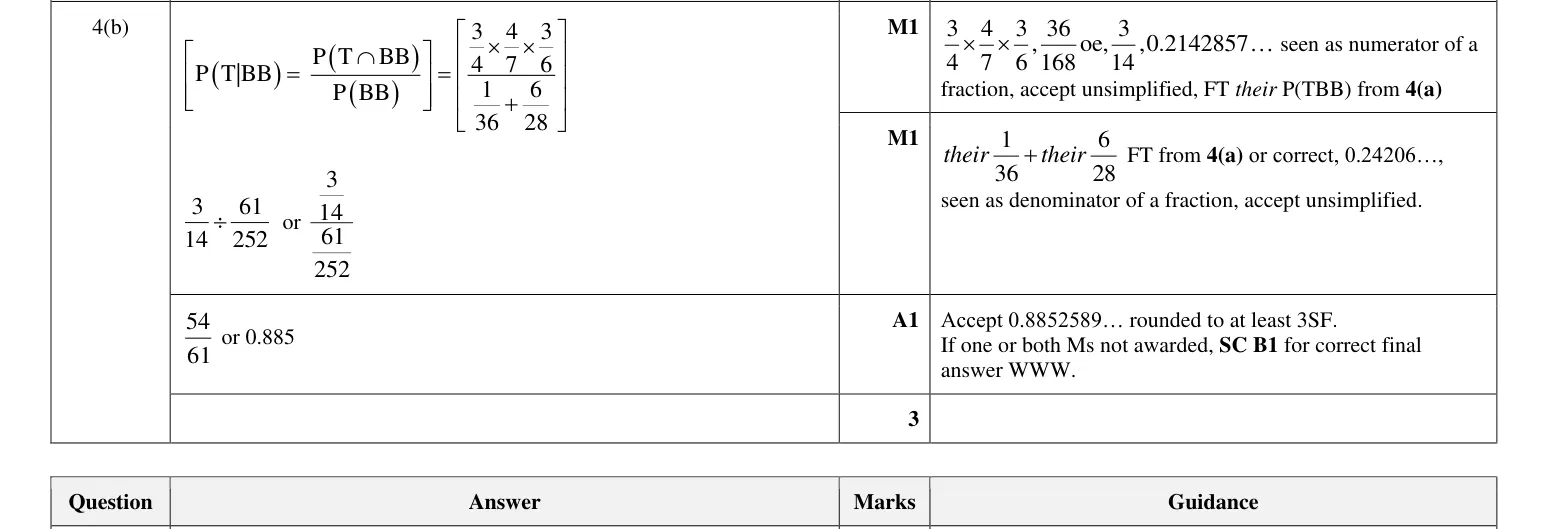 4(b)
[P(T|BB) = P(T∩BB)/P(BB)] = [(3/4 × 4/7 × 3/6)/(1/36 + 6/28)]
M1
3/4 × 4/7 × 3/6, 36/168 oe, 3/14, 0.2142857… seen as numerator of a
fraction, accept unsimplified, FT their P(TBB) from 4(a)
M1
their 1/36 + their 6/28 FT from 4(a) or correct, 0.24206…,
seen as denominator of a fraction, accept unsimplified.
3/14 ÷ 61/252 or (3/14)/(61/252)
54/61 or 0.885
A1
Accept 0.8852589… rounded to at least 3SF.
If one or both Ms not awarded, SC B1 for correct final
answer WWW.
3
Question Answer Marks Guidance